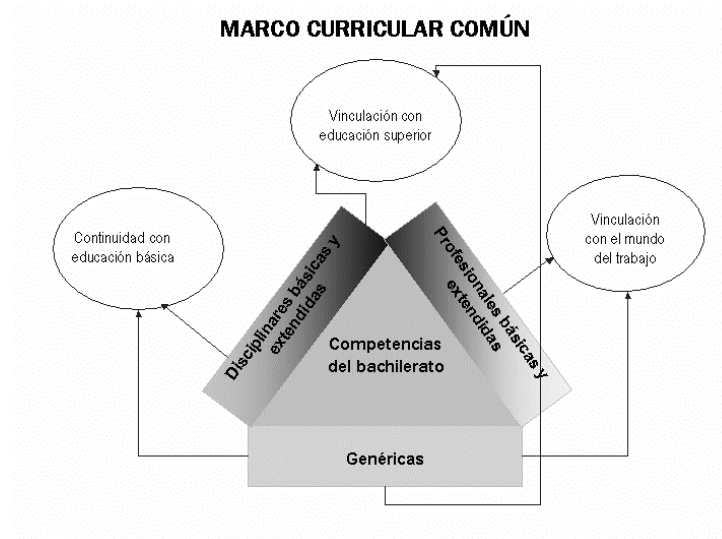 MARCO CURRICULAR COMÚN
Vinculación con
educación superior
Continuidad con
educación básica
Vinculación
con el mundo
del trabajo
Disciplinares básicas y
extendidas
Profesionales básicas y
extendidas
Competencias
del bachilerato
Genéricas